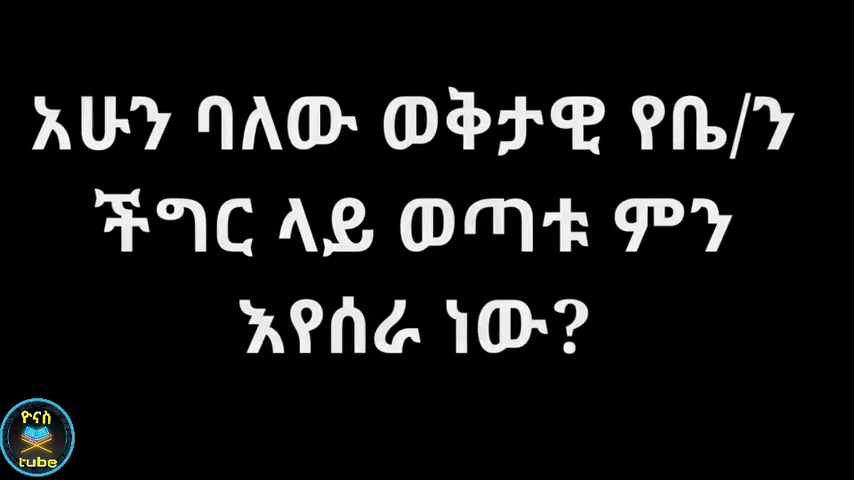 አሁን ባለው ወቅታዊ የቤ/ን
ችግር ላይ ወጣቱ ምን
እየሰራ ነው?
ዮናስ
tube